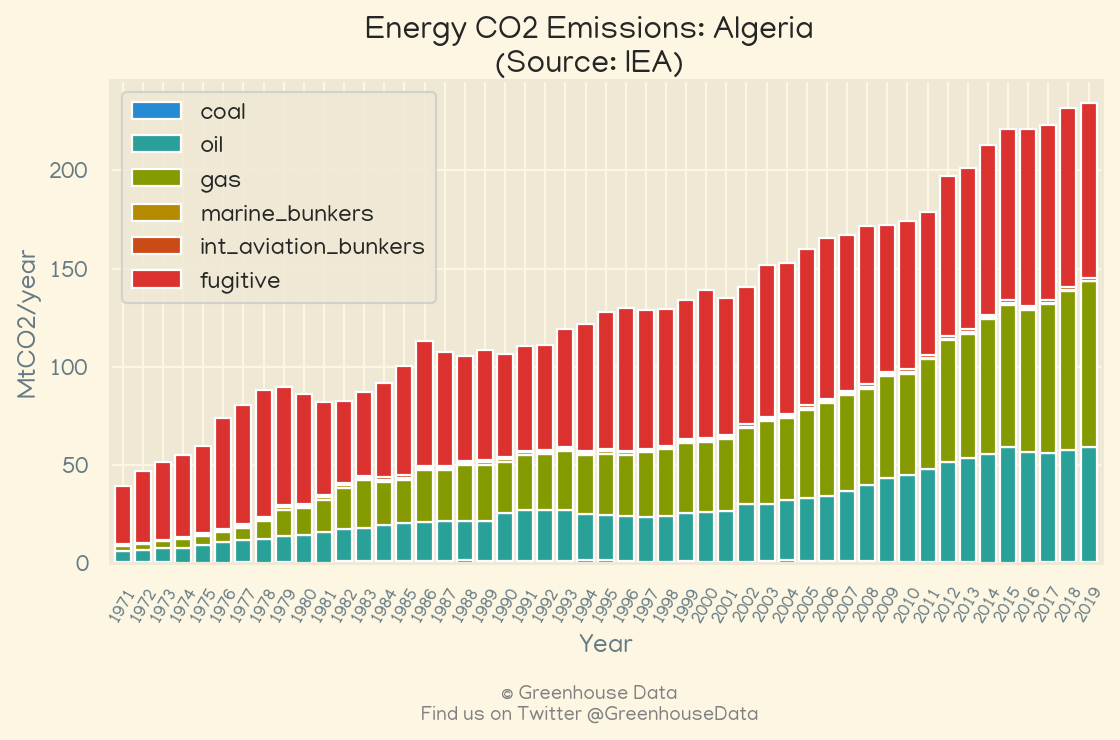 Energy CO2 Emissions: Algeria
(Source: IEA)
coal
oil
gas
marine_bunkers
int_aviation_bunkers
fugitive
MtCO2/year
200
150
100
50
0
1971 1972 1973 1974 1975 1976 1977 1978 1979 1980 1981 1982 1983 1984 1985 1986 1987 1988 1989 1990 1991 1992 1993 1994 1995 1996 1997 1998 1999 2000 2001 2002 2003 2004 2005 2006 2007 2008 2009 2010 2011 2012 2013 2014 2015 2016 2017 2018 2019
Year
© Greenhouse Data
Find us on Twitter @GreenhouseData